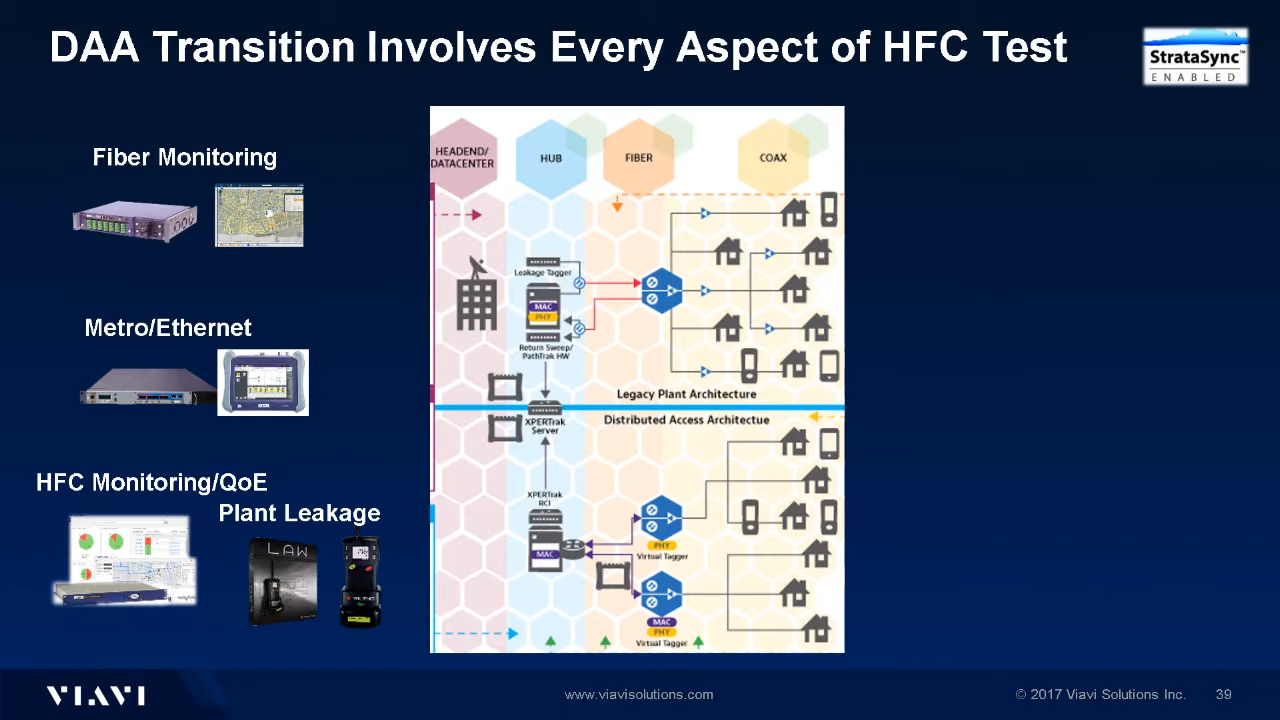 DAA Transition Involves Every Aspect of HFC Test
StrataSync™
ENABLED
Fiber Monitoring
Metro/Ethernet
HFC Monitoring/QoE
Plant Leakage
LAW
HEADEND/
DATACENTER
HUB
FIBER
COAX
Leakage Tagger
MAC
PHY
Return Sweep/
PathTrak HW
Legacy Plant Architecture
XPERTrak
Server
Distributed Access Architectue
XPERTrak
RCI
MAC
PHY
Virtual Tagger
MAC
PHY
Virtual Tagger
VIAVI
www.viavisolutions.com
© 2017 Viavi Solutions Inc.
39